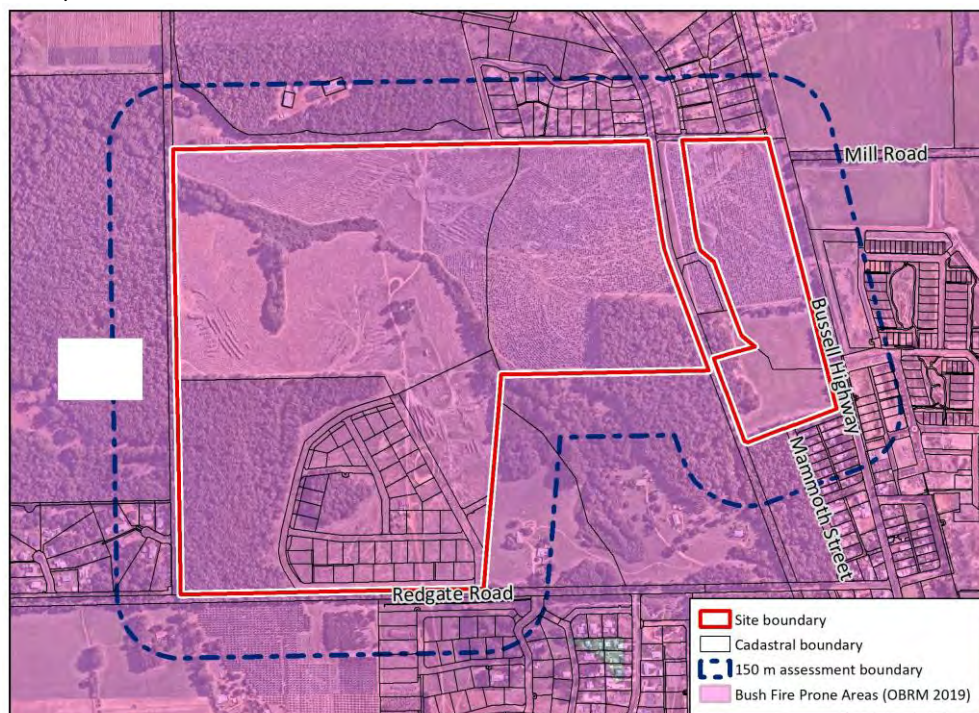 Mill Road
Bussell Highway
Mammoth Street
Redgate Road
Site boundary
Cadastral boundary
150 m assessment boundary
Bush Fire Prone Areas (OBRM 2019)